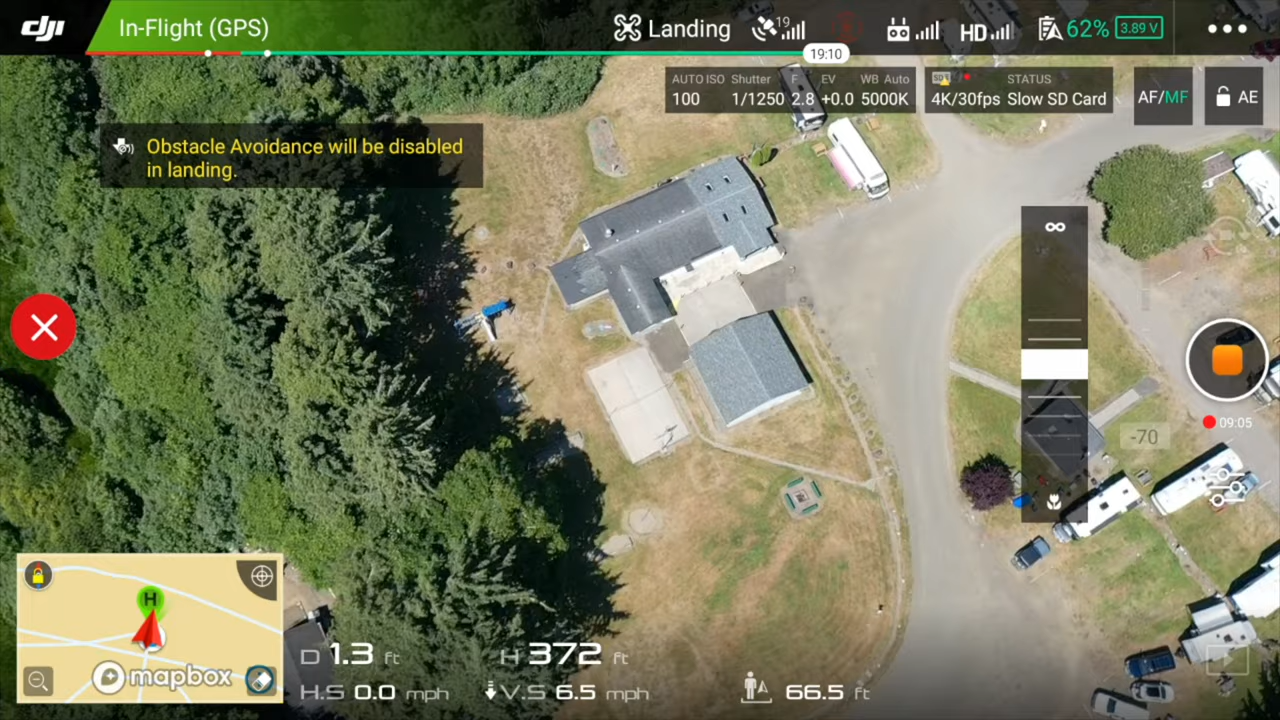 dji
In-Flight (GPS)
Landing
19
HD
62%
3.89 V
19:10
AUTO ISO Shutter F EV WB Auto
100 1/1250 2.8 +0.0 5000K
STATUS
4K/30fps Slow SD Card
AF/MF
AE
Obstacle Avoidance will be disabled
in landing.
∞
-70
09:05
H
mapbox
D 1.3 ft
H 372 ft
H.S 0.0 mph
V.S 6.5 mph
66.5 ft